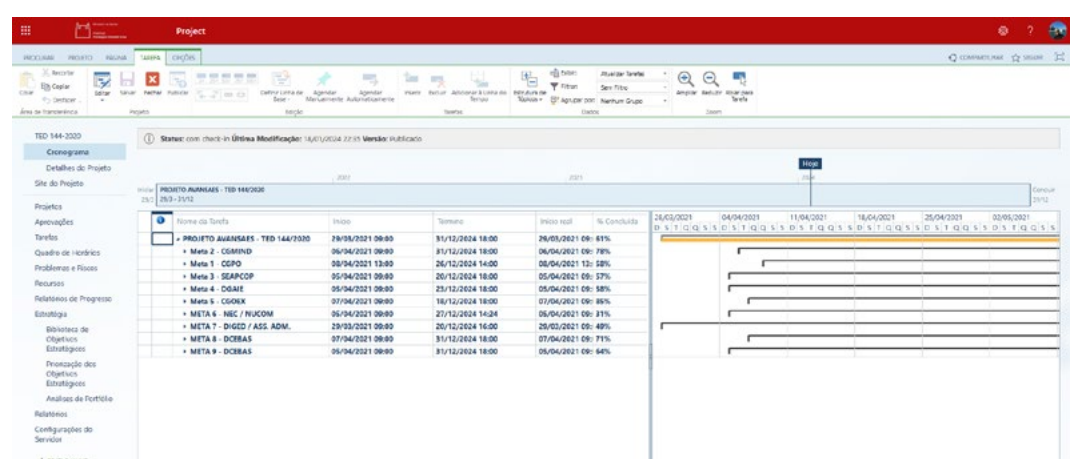 Project
PROCURAR PROJETO PÁGINA TAREFA OPÇÕES
COMPARTILHAR SEGUIR
Recortar
Copiar
Colar
Editar Salvar Fechar Publicar
Definir Linha de Base
Agendar Manualmente
Agendar Automaticamente
Inserir Excluir Adicionar à Linha do Tempo
Estrutura de Tópicos
Exibir: Atualizar Tarefas
Filtrar: Sem Filtro
Agrupar por: Nenhum Grupo
Ampliar Reduzir Rolar para Tarefa
Área de Transferência Projeto Edição Tarefas Dados Zoom
TED 144-2020
Cronograma
Detalhes do Projeto
Site do Projeto
Projetos
Aprovações
Tarefas
Quadro de Horários
Problemas e Riscos
Recursos
Relatórios de Progresso
Estratégia
Biblioteca de
Objetivos
Estratégicos
Priorização dos
Objetivos
Estratégicos
Análises de Portfólio
Relatórios
Configurações do
Servidor
Status: com check-in Última Modificação: 18/01/2024 22:35 Versão: Publicado
Hoje
Iniciar
29/3
PROJETO AVANSAES - TED 144/2020
29/3 - 31/12
Concluir
31/12
Nome da Tarefa Início Término Início real % Concluída
PROJETO AVANSAES - TED 144/2020 29/03/2021 09:00 31/12/2024 18:00 29/03/2021 09: 61%
Meta 2 - CGMIND 06/04/2021 09:00 31/12/2024 18:00 06/04/2021 09: 78%
Meta 1 - CGPO 08/04/2021 13:00 26/12/2024 14:00 08/04/2021 13: 58%
Meta 3 - SEAPCOP 05/04/2021 09:00 20/12/2024 18:00 05/04/2021 09: 57%
Meta 4 - DGAIE 05/04/2021 09:00 23/12/2024 18:00 05/04/2021 09: 58%
Meta 5 - CGOEX 07/04/2021 09:00 18/12/2024 18:00 07/04/2021 09: 85%
META 6 - NEC / NUCOM 05/04/2021 09:00 27/12/2024 14:24 05/04/2021 09: 31%
META 7 - DIGED / ASS. ADM. 29/03/2021 09:00 20/12/2024 16:00 29/03/2021 09: 49%
META 8 - DCEBAS 07/04/2021 09:00 31/12/2024 18:00 07/04/2021 09: 71%
META 9 - DCEBAS 05/04/2021 09:00 31/12/2024 18:00 05/04/2021 09: 64%
28/03/2021 04/04/2021 11/04/2021 18/04/2021 25/04/2021 02/05/2021
D S T Q Q S S D S T Q Q S S D S T Q Q S S D S T Q Q S S D S T Q Q S S D S T Q Q S S